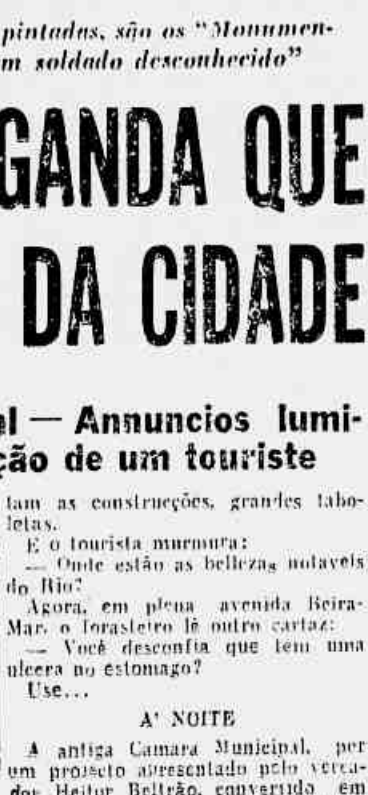 pintadas, são os "Monumen-
m soldado desconhecido"
GANDA QUE
DA CIDADE
al — Annuncios lumi-
ção de um touriste
tam as construcções, grandes tabo-
letas.
E o tourista murmura:
— Onde estão as bellezas notaveis
do Rio?
Agora, em plena avenida Beira-
Mar, o forasteiro lê outro cartaz:
— Você desconfia que tem uma
ulcera no estomago?
Use...
A' NOITE
A antiga Camara Municipal, por
um projecto apresentado pelo verea-
dor Heitor Beltrão, convertido em